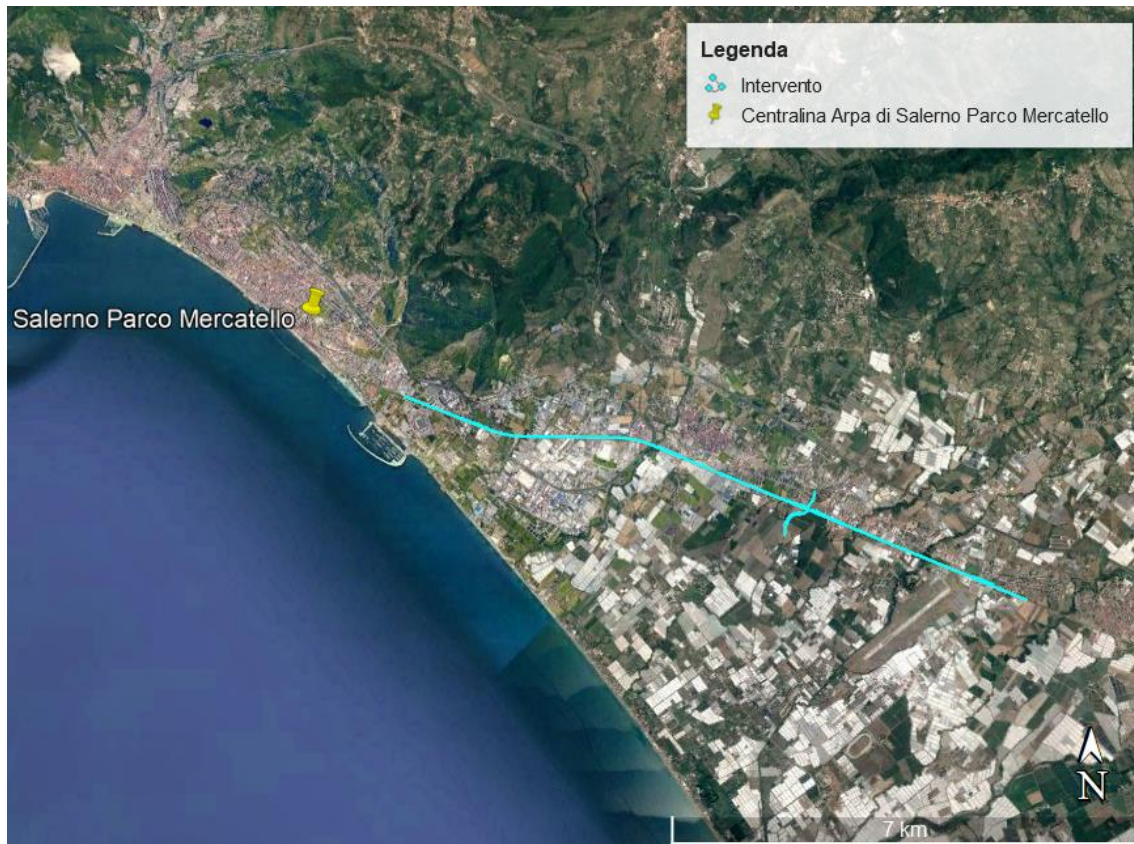 Legenda
Intervento
Centralina Arpa di Salerno Parco Mercatello
Salerno Parco Mercatello
N
7 km